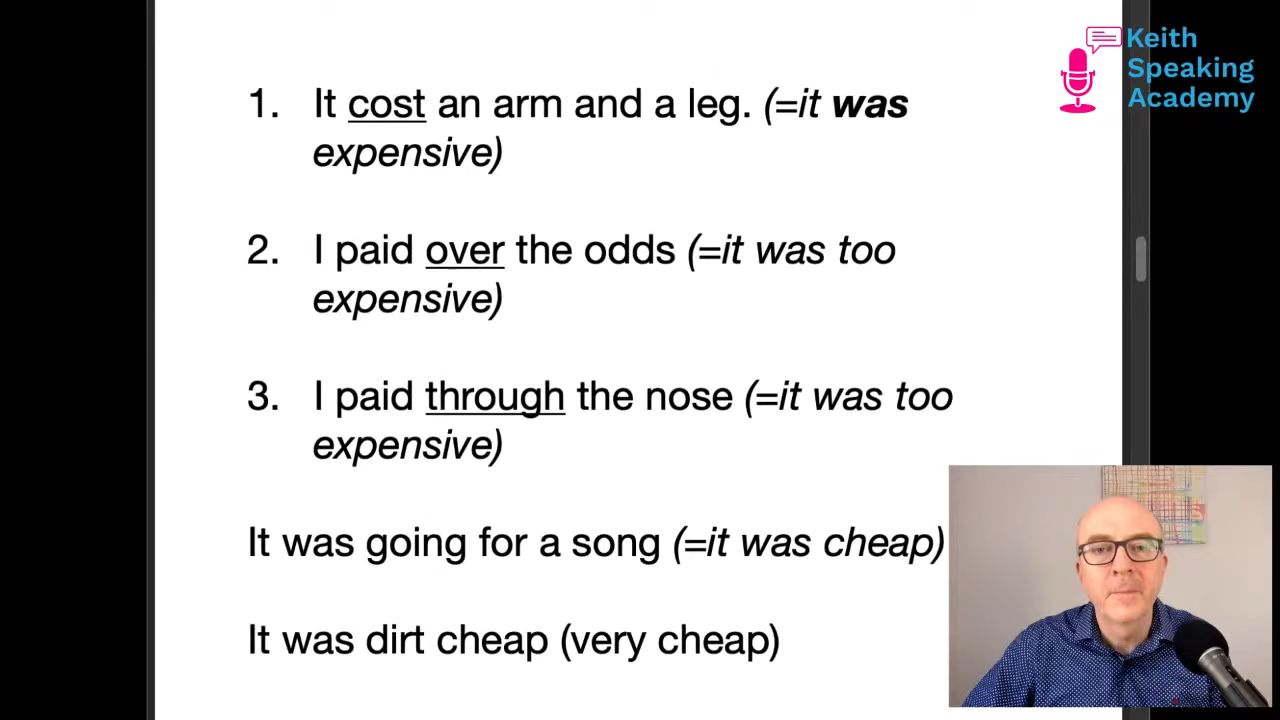 Keith
Speaking
Academy
1. It cost an arm and a leg. (=it was
expensive)
2. I paid over the odds (=it was too
expensive)
3. I paid through the nose (=it was too
expensive)
It was going for a song (=it was cheap)
It was dirt cheap (very cheap)